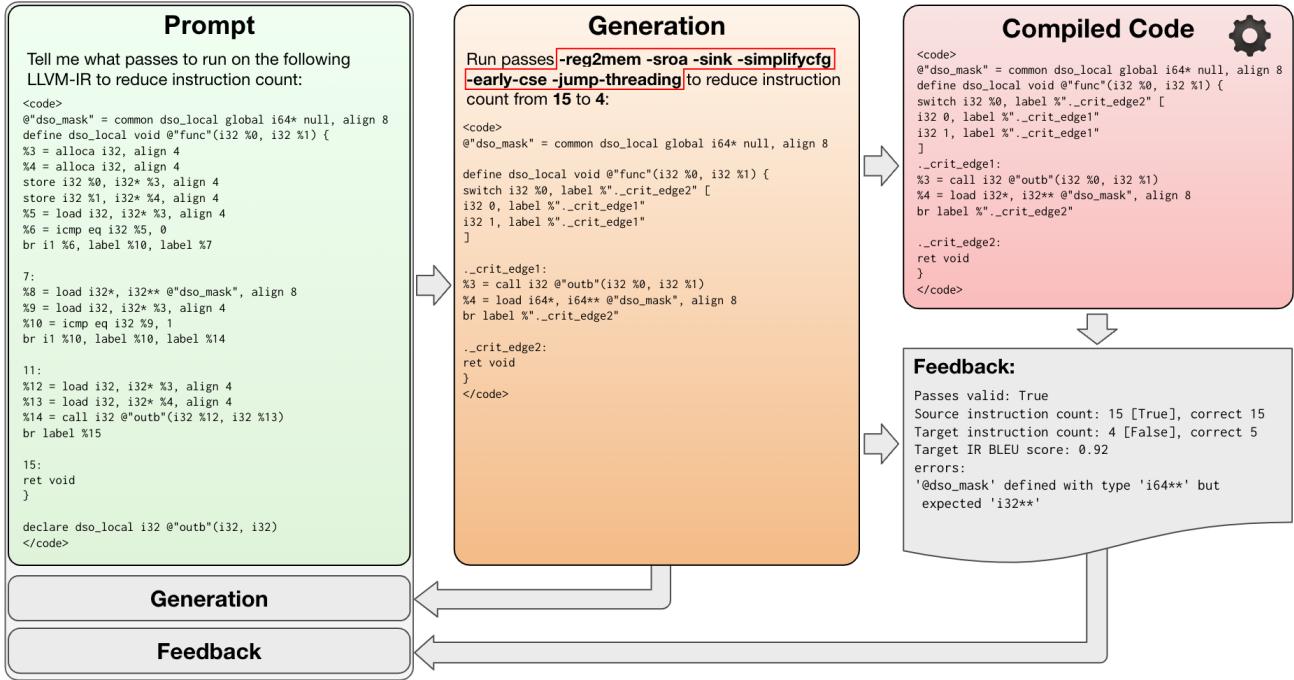 Prompt
Tell me what passes to run on the following
LLVM-IR to reduce instruction count:
<code>
@"dso_mask" = common dso_local global i64* null, align 8
define dso_local void @"func"(i32 %0, i32 %1) {
%3 = alloca i32, align 4
%4 = alloca i32, align 4
store i32 %0, i32* %3, align 4
store i32 %1, i32* %4, align 4
%5 = load i32, i32* %3, align 4
%6 = icmp eq i32 %5, 0
br i1 %6, label %10, label %7
7:
%8 = load i32*, i32** @"dso_mask", align 8
%9 = load i32, i32* %3, align 4
%10 = icmp eq i32 %9, 1
br i1 %10, label %10, label %14
11:
%12 = load i32, i32* %3, align 4
%13 = load i32, i32* %4, align 4
%14 = call i32 @"outb"(i32 %12, i32 %13)
br label %15
15:
ret void
}
declare dso_local i32 @"outb"(i32, i32)
</code>
Generation
Feedback
Generation
Run passes -reg2mem -sroa -sink -simplifycfg
-early-cse -jump-threading to reduce instruction
count from 15 to 4:
<code>
@"dso_mask" = common dso_local global i64* null, align 8
define dso_local void @"func"(i32 %0, i32 %1) {
switch i32 %0, label %"._crit_edge2" [
i32 0, label %"._crit_edge1"
i32 1, label %"._crit_edge1"
]
._crit_edge1:
%3 = call i32 @"outb"(i32 %0, i32 %1)
%4 = load i64*, i64** @"dso_mask", align 8
br label %"._crit_edge2"
._crit_edge2:
ret void
}
</code>
Compiled Code
<code>
@"dso_mask" = common dso_local global i64* null, align 8
define dso_local void @"func"(i32 %0, i32 %1) {
switch i32 %0, label %"._crit_edge2" [
i32 0, label %"._crit_edge1"
i32 1, label %"._crit_edge1"
]
._crit_edge1:
%3 = call i32 @"outb"(i32 %0, i32 %1)
%4 = load i32*, i32** @"dso_mask", align 8
br label %"._crit_edge2"
._crit_edge2:
ret void
}
</code>
Feedback:
Passes valid: True
Source instruction count: 15 [True], correct 15
Target instruction count: 4 [False], correct 5
Target IR BLEU score: 0.92
errors:
'@dso_mask' defined with type 'i64**' but
expected 'i32**'